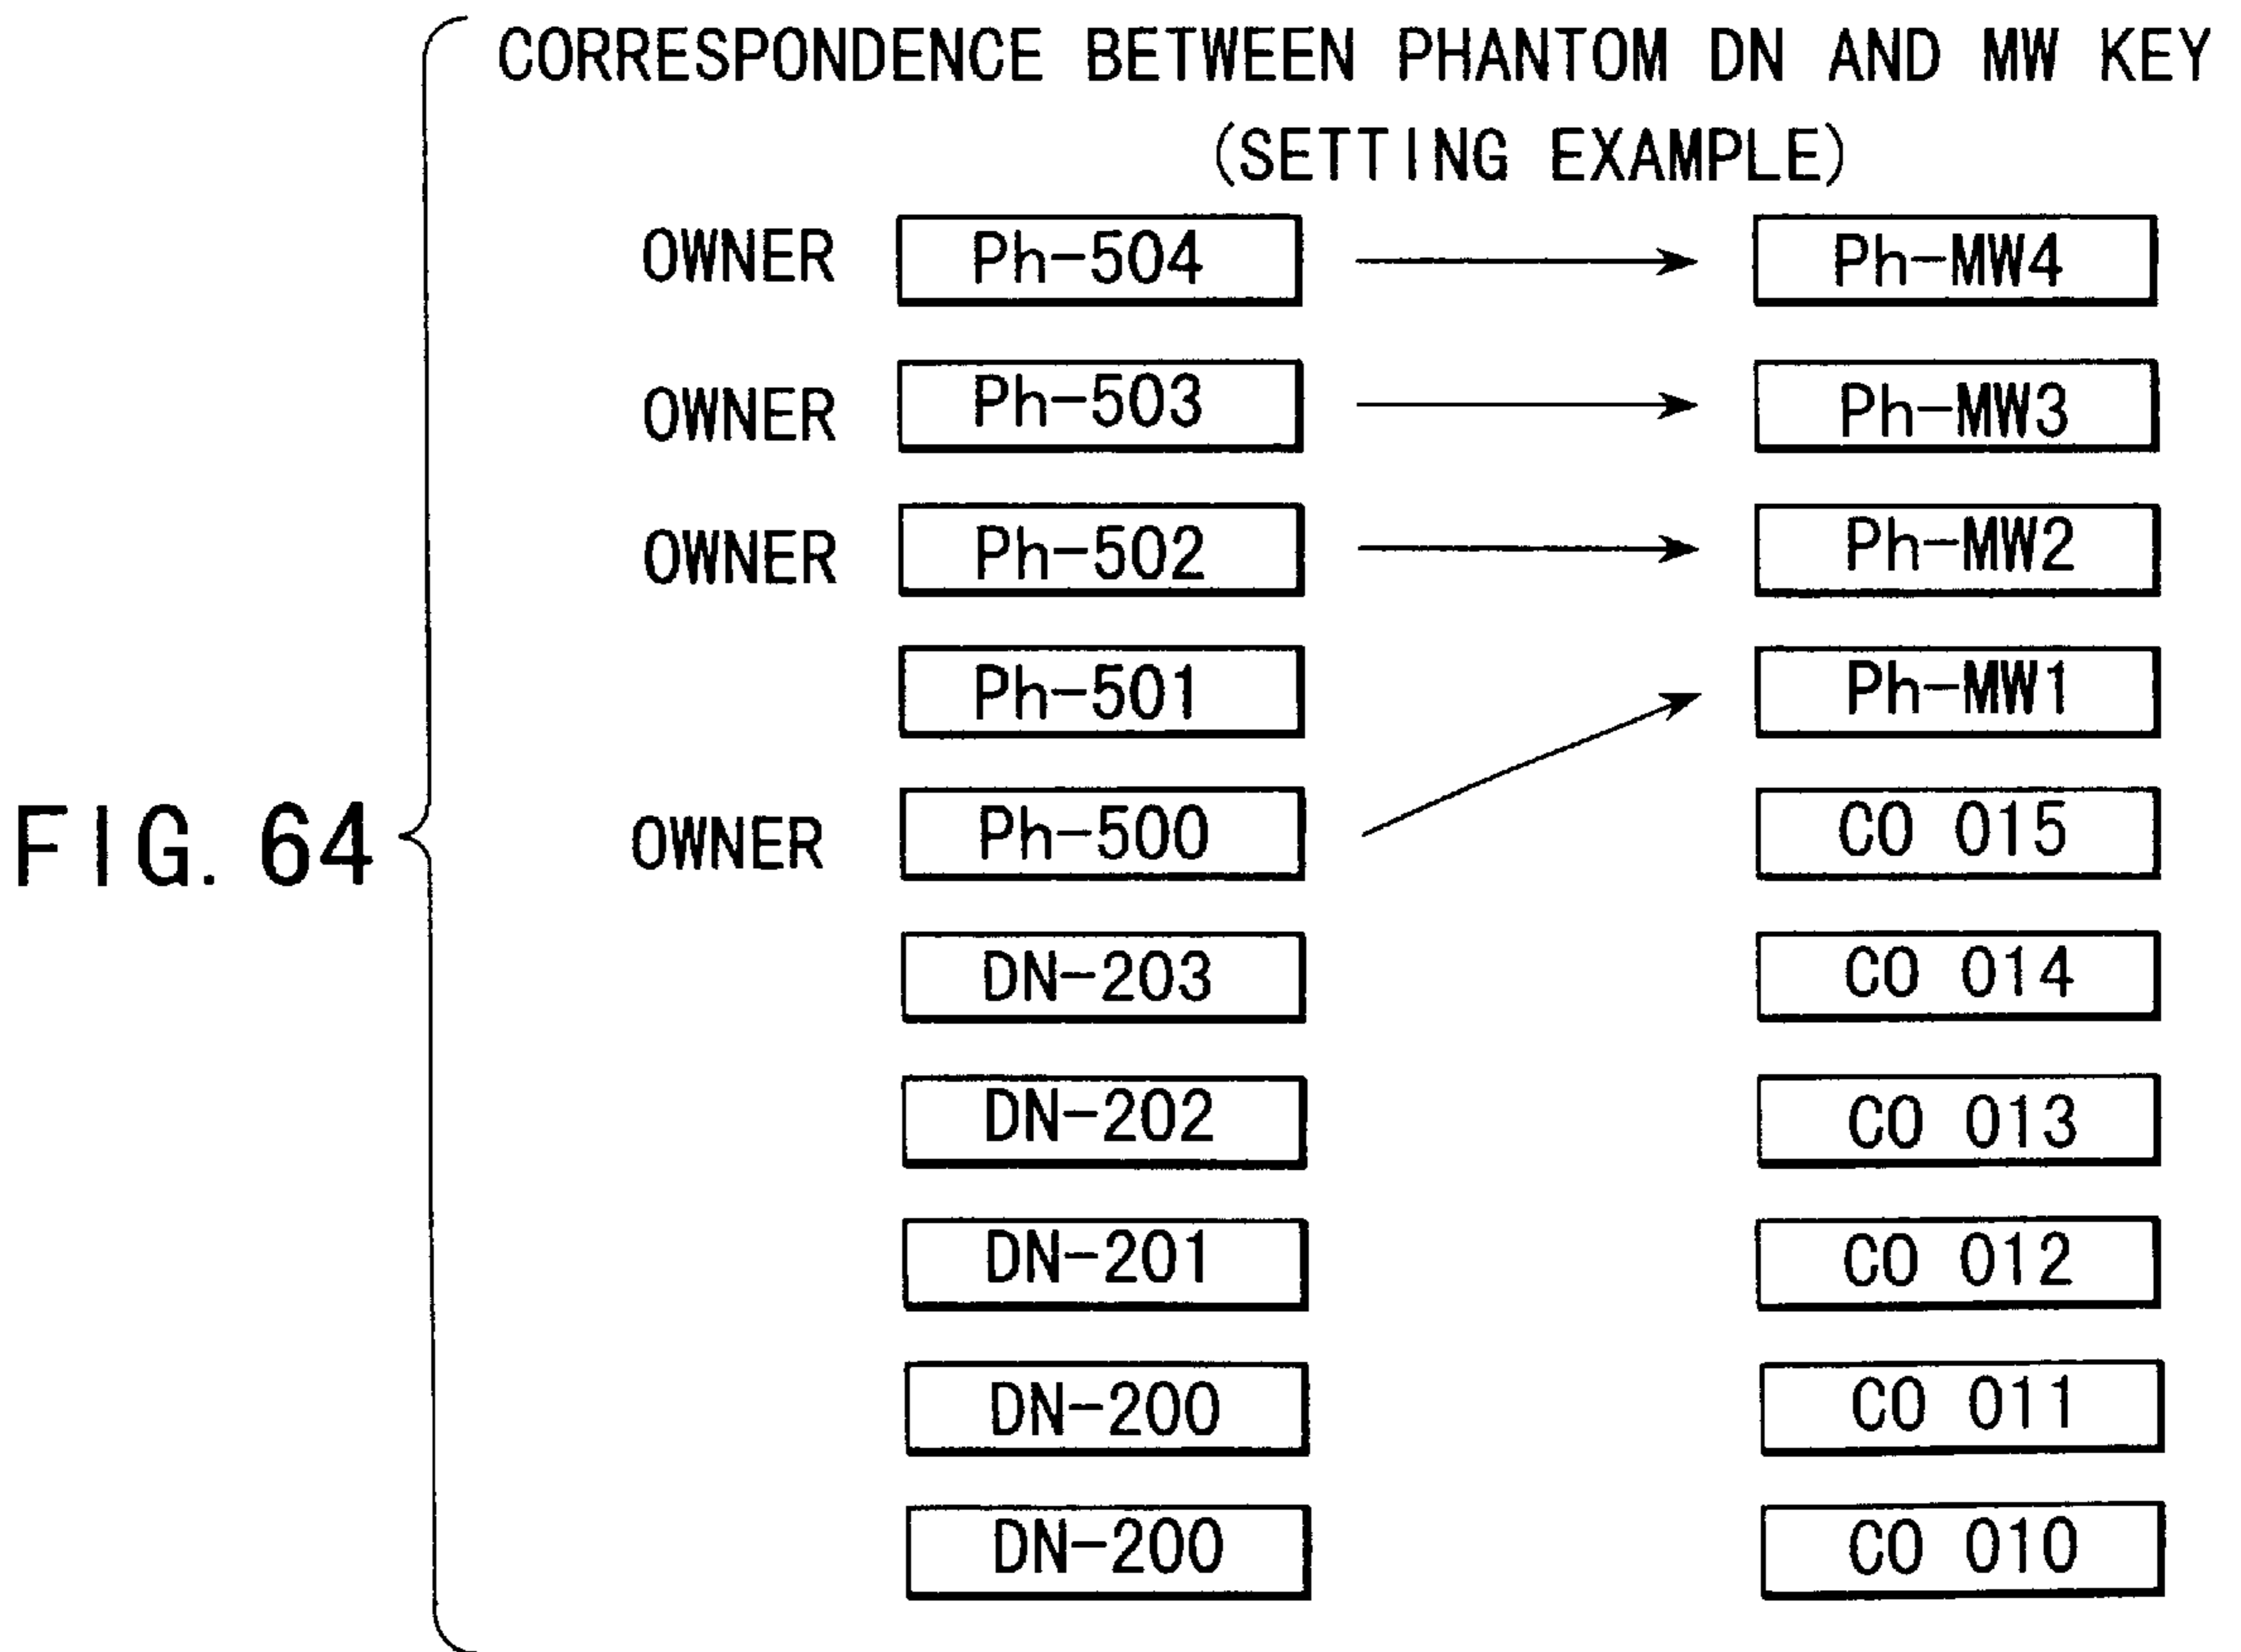 CORRESPONDENCE BETWEEN PHANTOM DN AND MW KEY
(SETTING EXAMPLE)
OWNER Ph-504 Ph-MW4
OWNER Ph-503 Ph-MW3
OWNER Ph-502 Ph-MW2
Ph-501 Ph-MW1
FIG. 64
OWNER Ph-500 CO 015
DN-203 CO 014
DN-202 CO 013
DN-201 CO 012
DN-200 CO 011
DN-200 CO 010